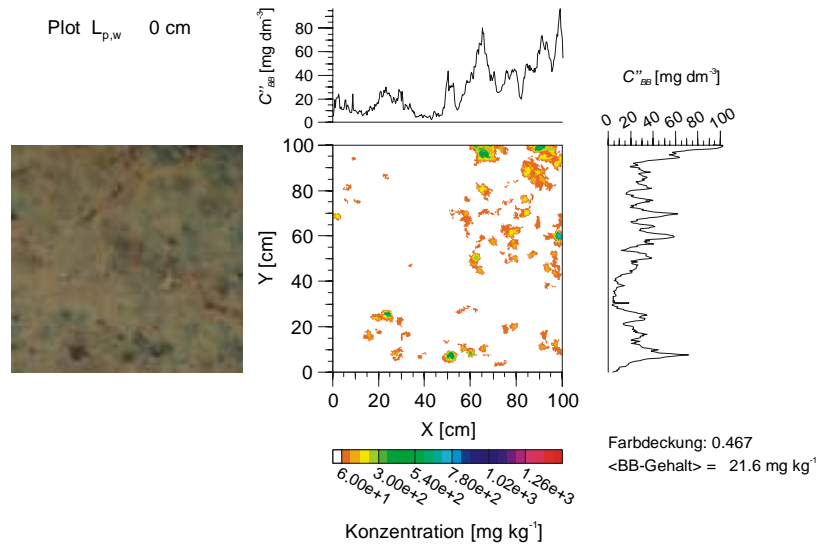 Plot L_p,w 0 cm
C''_BB [mg dm⁻³]
80
60
40
20
0
C''_BB [mg dm⁻³]
0 20 40 60 80 100
100
80
60
40
20
0
Y [cm]
0 20 40 60 80 100
X [cm]
6.00e+1 3.00e+2 5.40e+2 7.80e+2 1.02e+3 1.26e+3
Konzentration [mg kg⁻¹]
Farbdeckung: 0.467
<BB-Gehalt> = 21.6 mg kg⁻¹